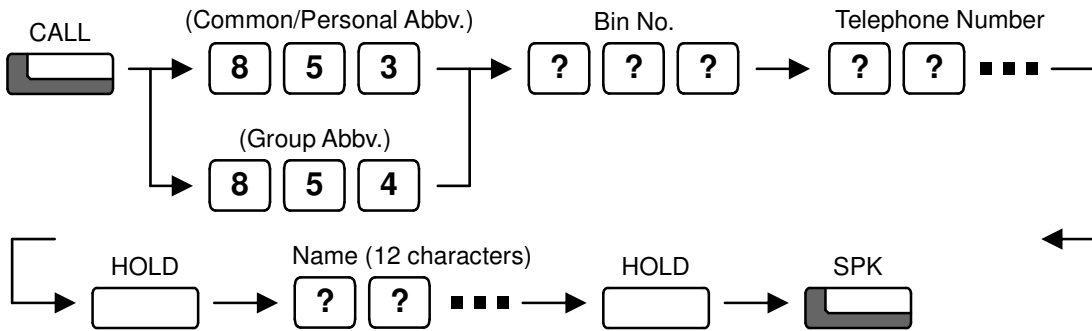 CALL
(Common/Personal Abbv.)
8 5 3
Bin No.
? ? ?
Telephone Number
? ?
(Group Abbv.)
8 5 4
HOLD
Name (12 characters)
? ?
HOLD
SPK